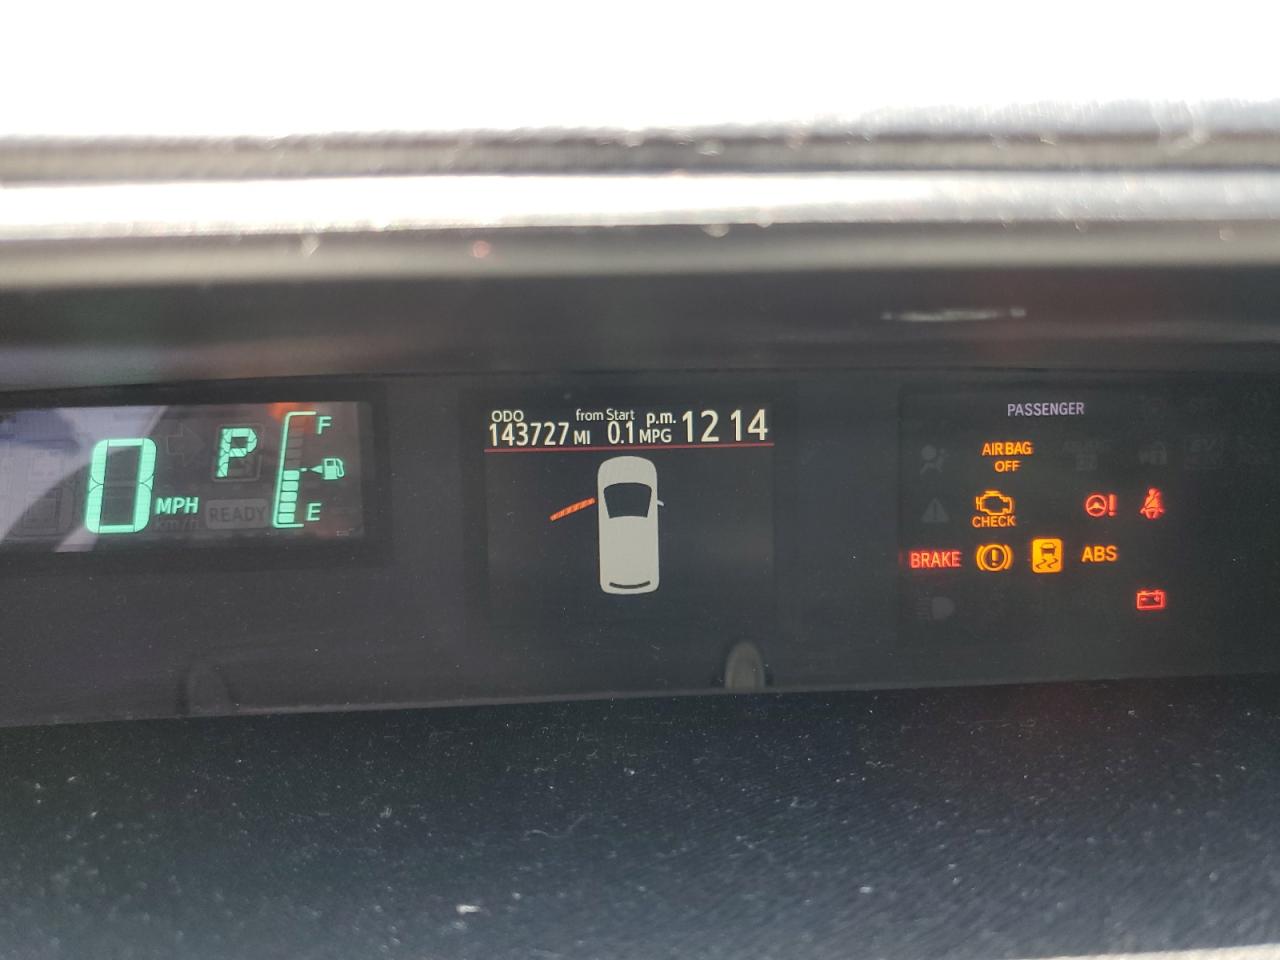 0 MPH
km/h
P
READY
F
E
ODO from Start p.m. 12 14
143727 MI 0.1 MPG
PASSENGER
AIR BAG
OFF
CHECK
BRAKE ABS